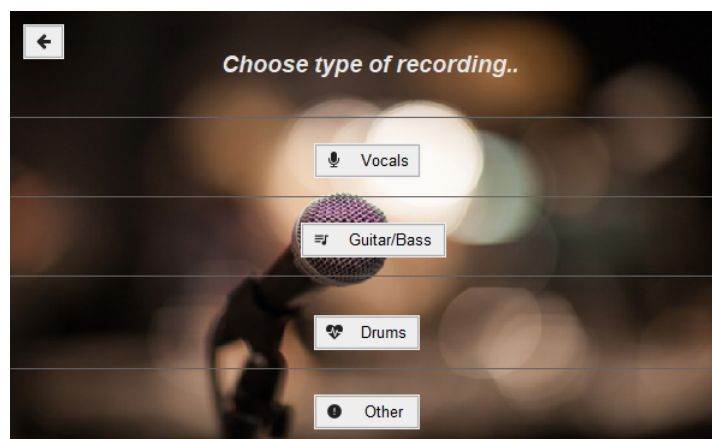 Choose type of recording..
Vocals
Guitar/Bass
Drums
Other